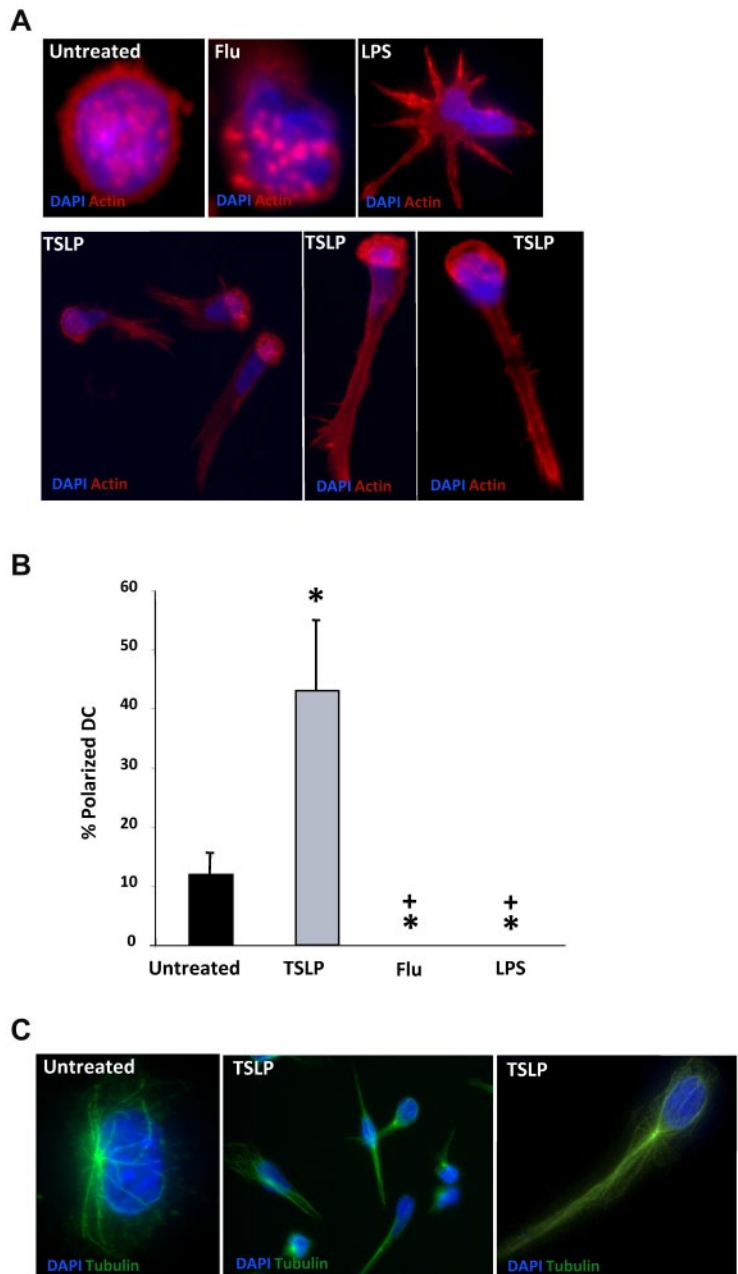 A
Untreated
Flu
LPS
DAPI Actin
DAPI Actin
DAPI Actin
TSLP
TSLP
TSLP
DAPI Actin
DAPI Actin
DAPI Actin
B
% Polarized DC
60
50
40
30
20
10
0
*
+
*
+
*
Untreated
TSLP
Flu
LPS
C
Untreated
TSLP
TSLP
DAPI Tubulin
DAPI Tubulin
DAPI Tubulin